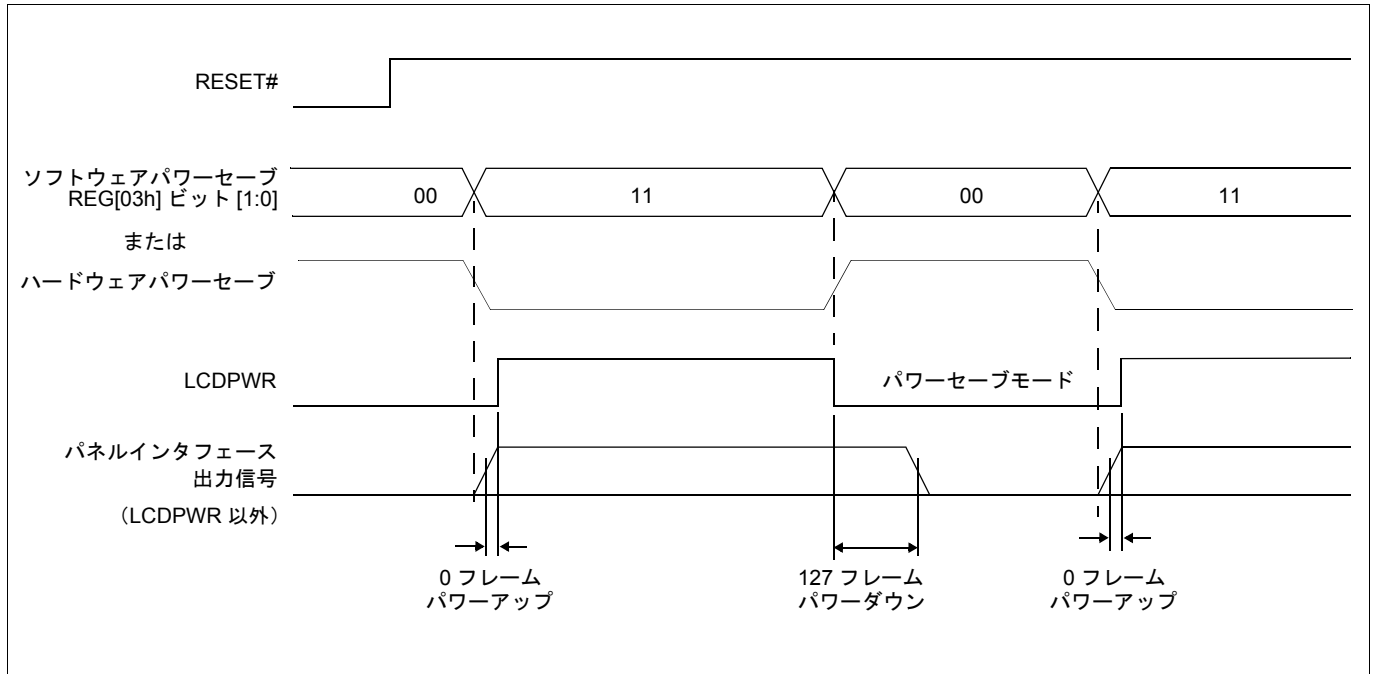 RESET#
ソフトウェアパワーセーブ
REG[03h] ビット [1:0]
00
11
00
11
または
ハードウェアパワーセーブ
LCDPWR
パワーセーブモード
パネルインタフェース
出力信号
（LCDPWR 以外）
0 フレーム
パワーアップ
127 フレーム
パワーダウン
0 フレーム
パワーアップ